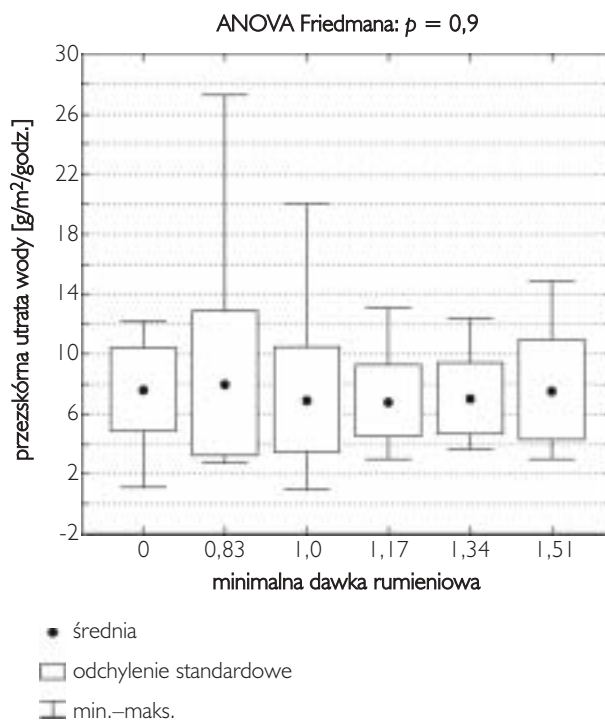 ANOVA Friedmana: p = 0,9
przezskórna utrata wody [g/m²/godz.]
30
26
22
18
14
10
6
2
-2
0 0,83 1,0 1,17 1,34 1,51
minimalna dawka rumieniowa
średnia
odchylenie standardowe
min.–maks.